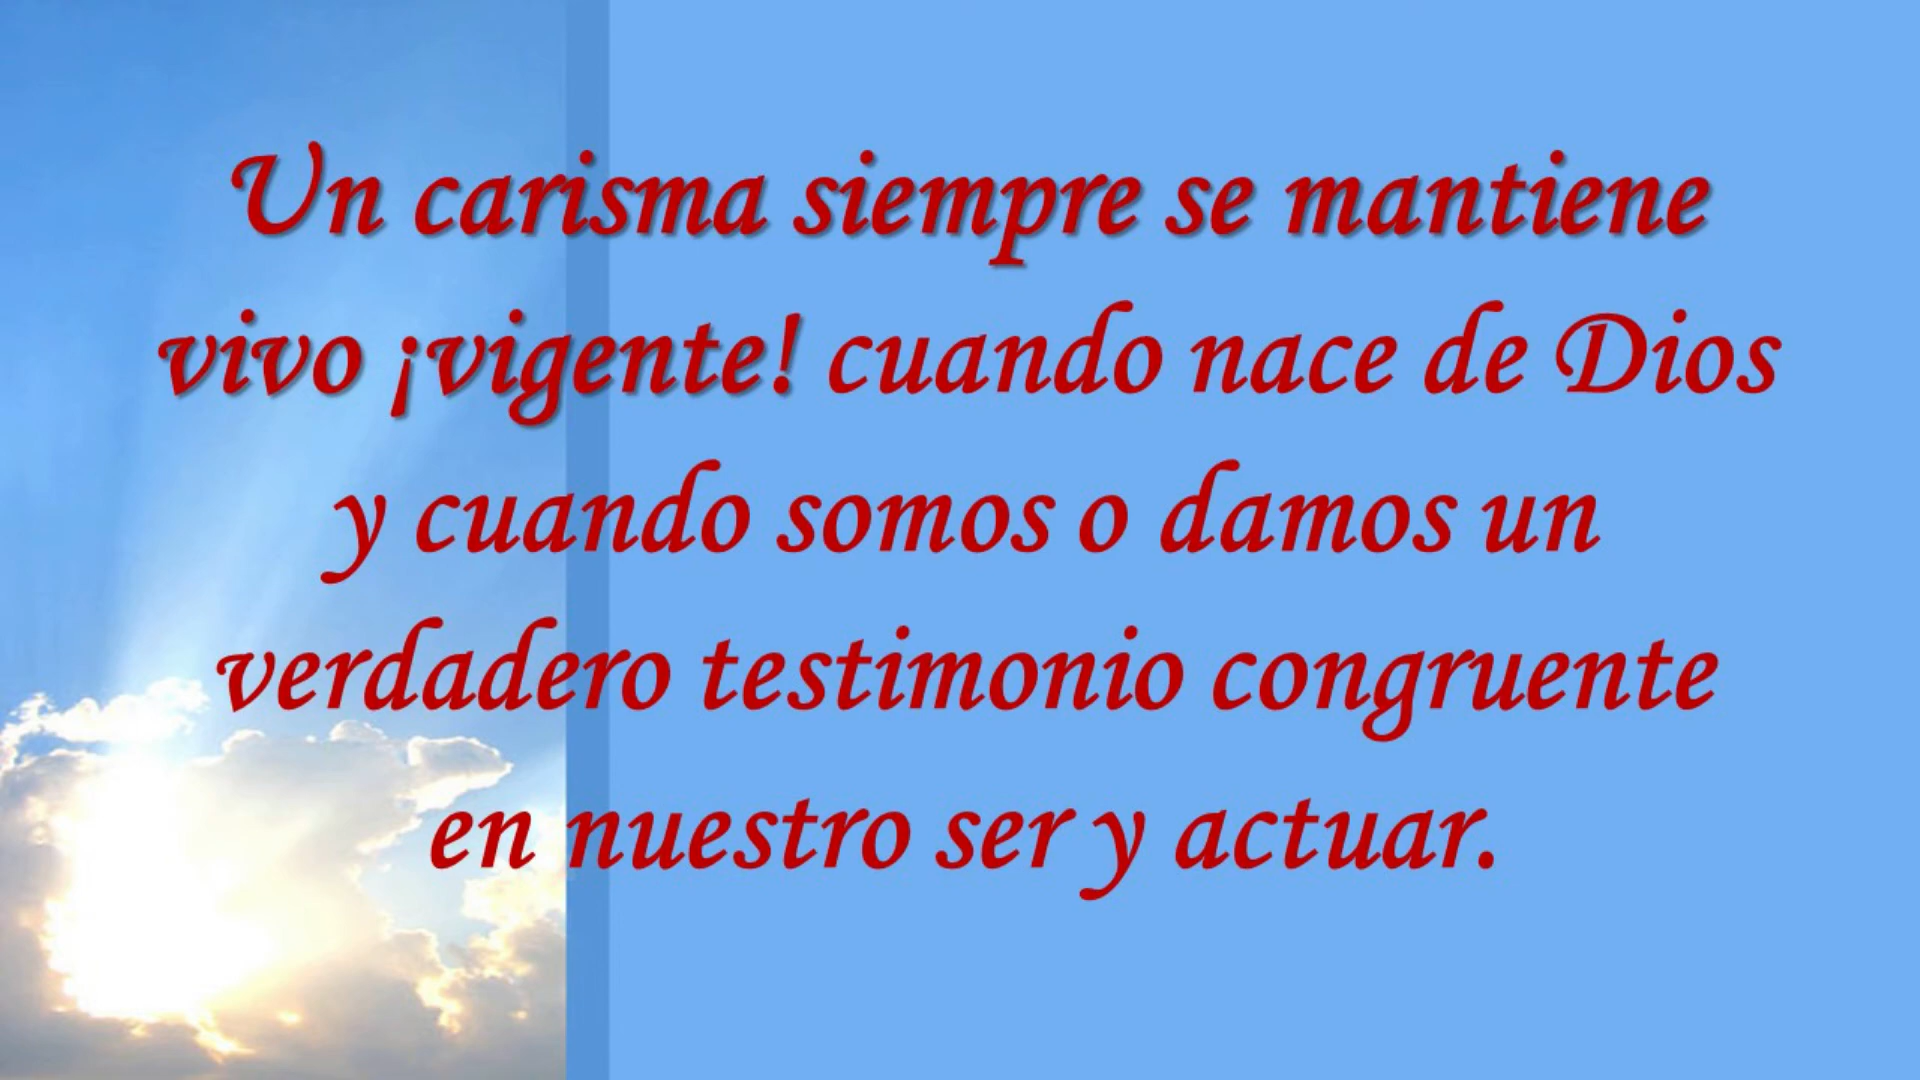 Un carisma siempre se mantiene
vivo ¡vigente! cuando nace de Dios
y cuando somos o damos un
verdadero testimonio congruente
en nuestro ser y actuar.